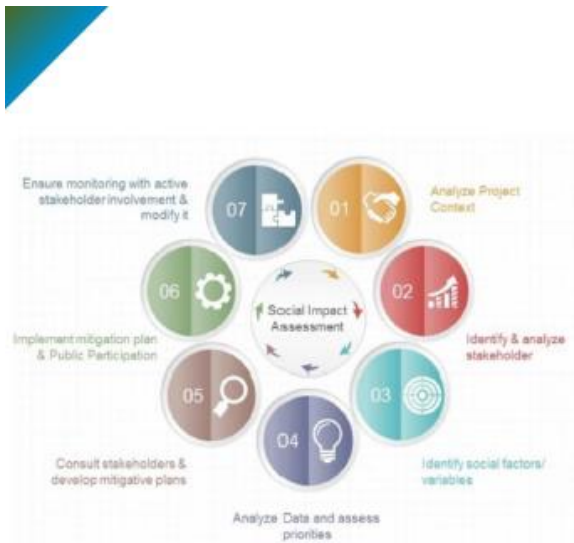 Social Impact
Assessment
01
Analyze Project
Context
02
Identify & analyze
stakeholder
03
Identify social factors/
variables
04
Analyze Data and assess
priorities
05
Consult stakeholders &
develop mitigative plans
06
Implement mitigation plan
& Public Participation
07
Ensure monitoring with active
stakeholder involvement &
modify it